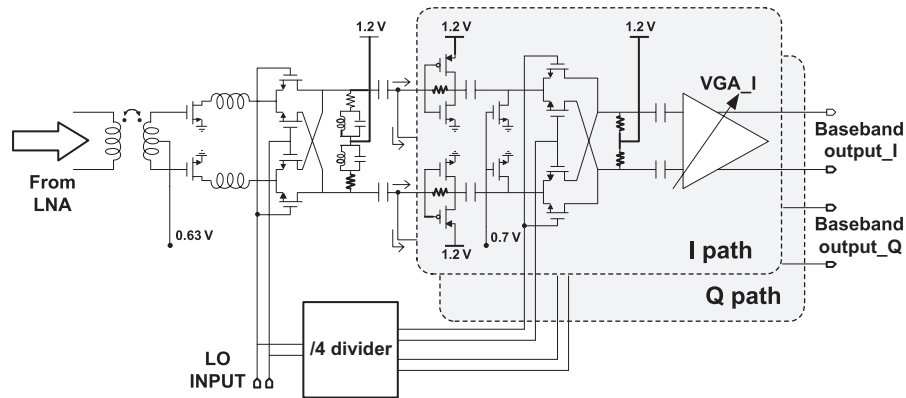 1.2 V
1.2 V
1.2 V
VGA_I
Baseband
output_I
From
LNA
0.63 V
1.2 V
0.7 V
I path
Baseband
output_Q
Q path
/4 divider
LO
INPUT